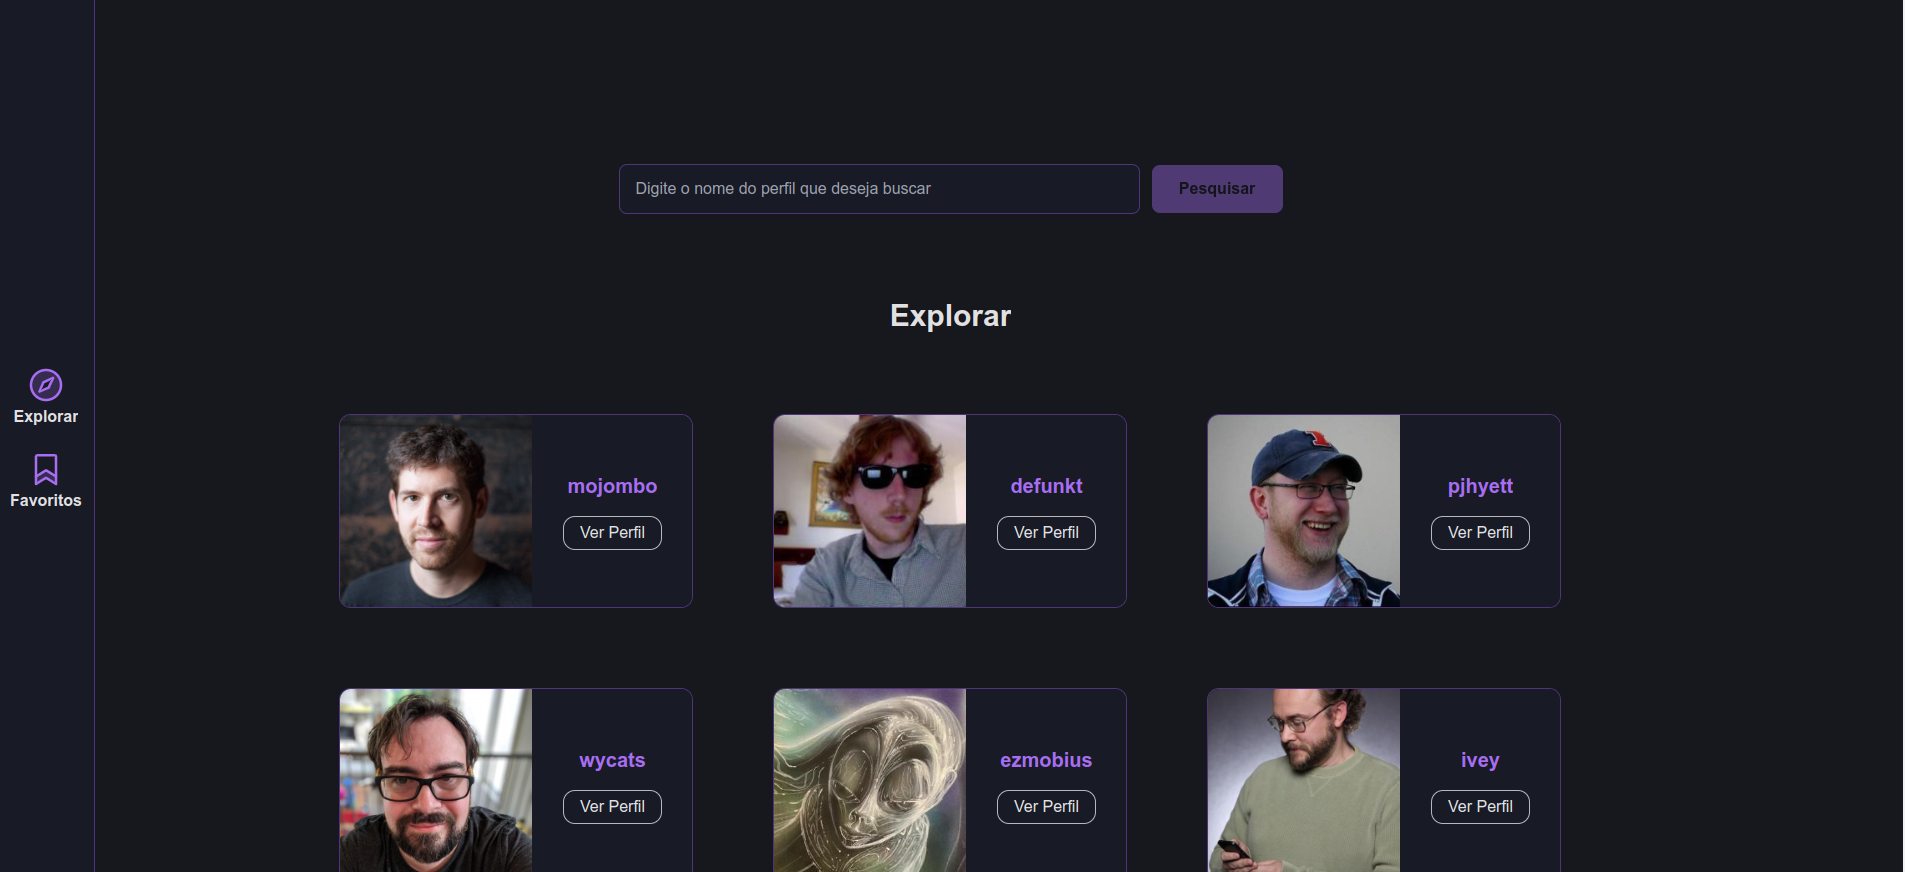 Digite o nome do perfil que deseja buscar
Pesquisar
Explorar
Explorar
Favoritos
mojombo
Ver Perfil
defunkt
Ver Perfil
pjhyett
Ver Perfil
wycats
Ver Perfil
ezmobius
Ver Perfil
ivey
Ver Perfil